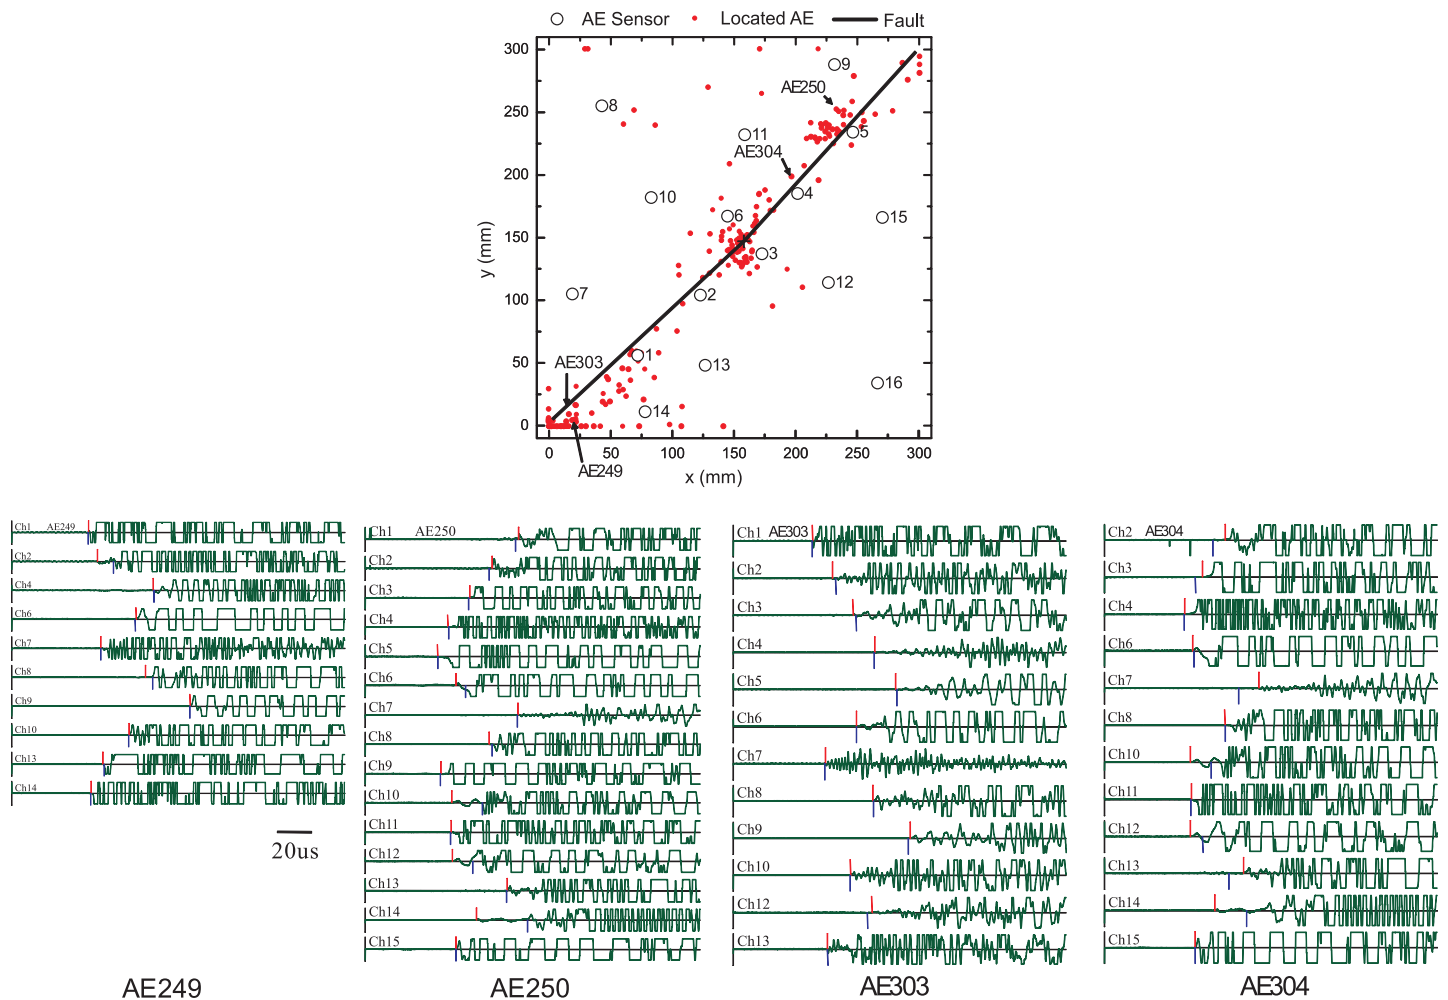 AE Sensor Located AE Fault
300
250
200
150
100
50
0
y (mm)
0 50 100 150 200 250 300
x (mm)
9
AE250
8
11
5
AE304
10
4
6
15
3
12
7
2
1
13
AE303
16
14
AE249
Ch1 AE249
Ch2
Ch4
Ch6
Ch7
Ch8
Ch9
Ch10
Ch13
Ch14
20us
AE249
Ch1 AE250
Ch2
Ch3
Ch4
Ch5
Ch6
Ch7
Ch8
Ch9
Ch10
Ch11
Ch12
Ch13
Ch14
Ch15
AE250
Ch1 AE303
Ch2
Ch3
Ch4
Ch5
Ch6
Ch7
Ch8
Ch9
Ch10
Ch12
Ch13
AE303
Ch2 AE304
Ch3
Ch4
Ch6
Ch7
Ch8
Ch10
Ch11
Ch12
Ch13
Ch14
Ch15
AE304